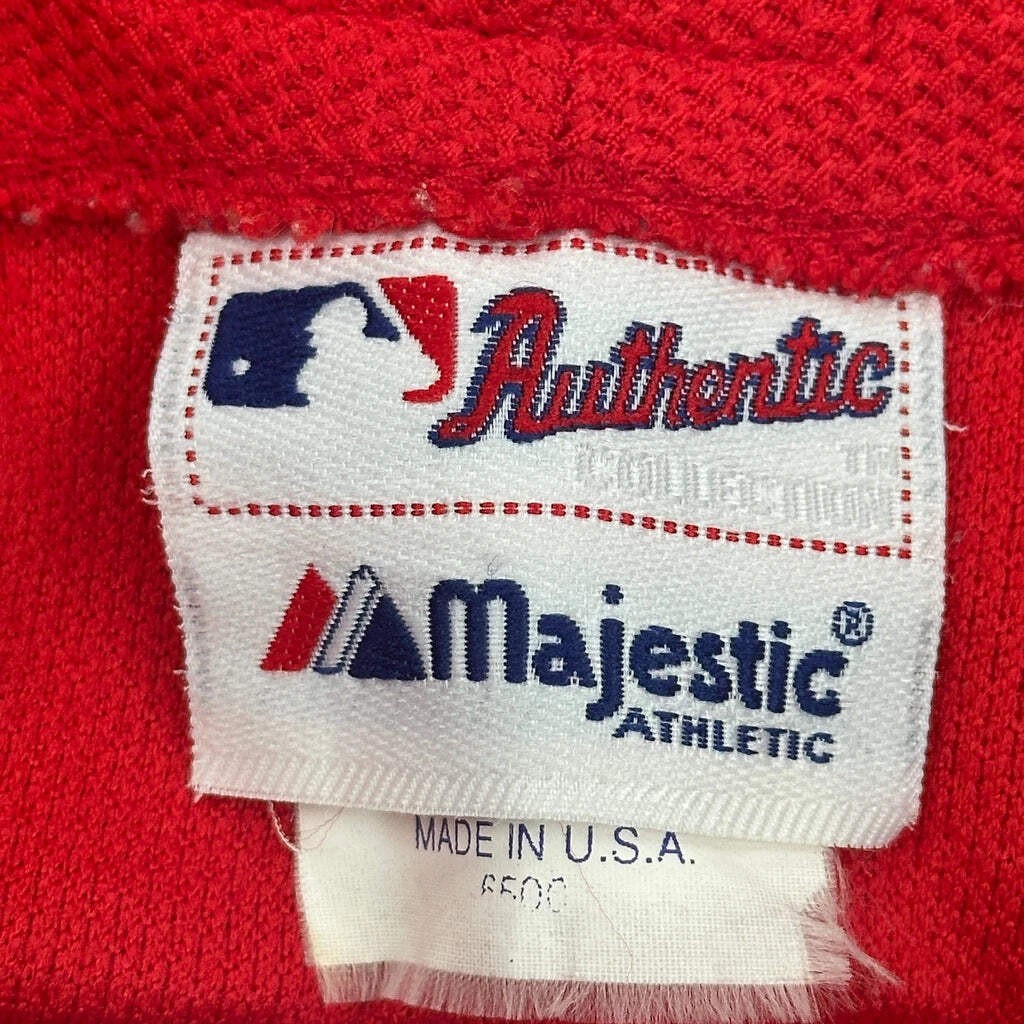 Authentic
COLLECTION
Majestic®
ATHLETIC
MADE IN U.S.A.